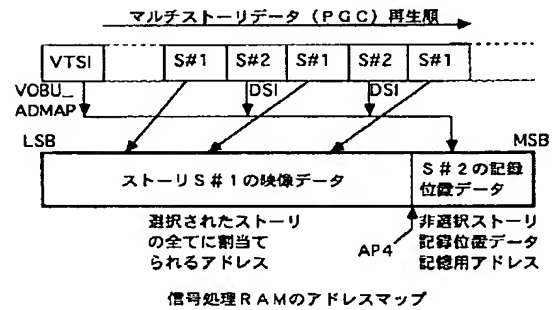 マルチストーリデータ（PGC）再生順
VTSI S#1 S#2 S#1 S#2 S#1
VOBU_ DSI DSI
ADMAP
LSB MSB
ストーリS#1の映像データ
S#2の記録
位置データ
選択されたストーリ
の全てに割当て
られるアドレス
AP4
非選択ストーリ
記録位置データ
記憶用アドレス
信号処理RAMのアドレスマップ